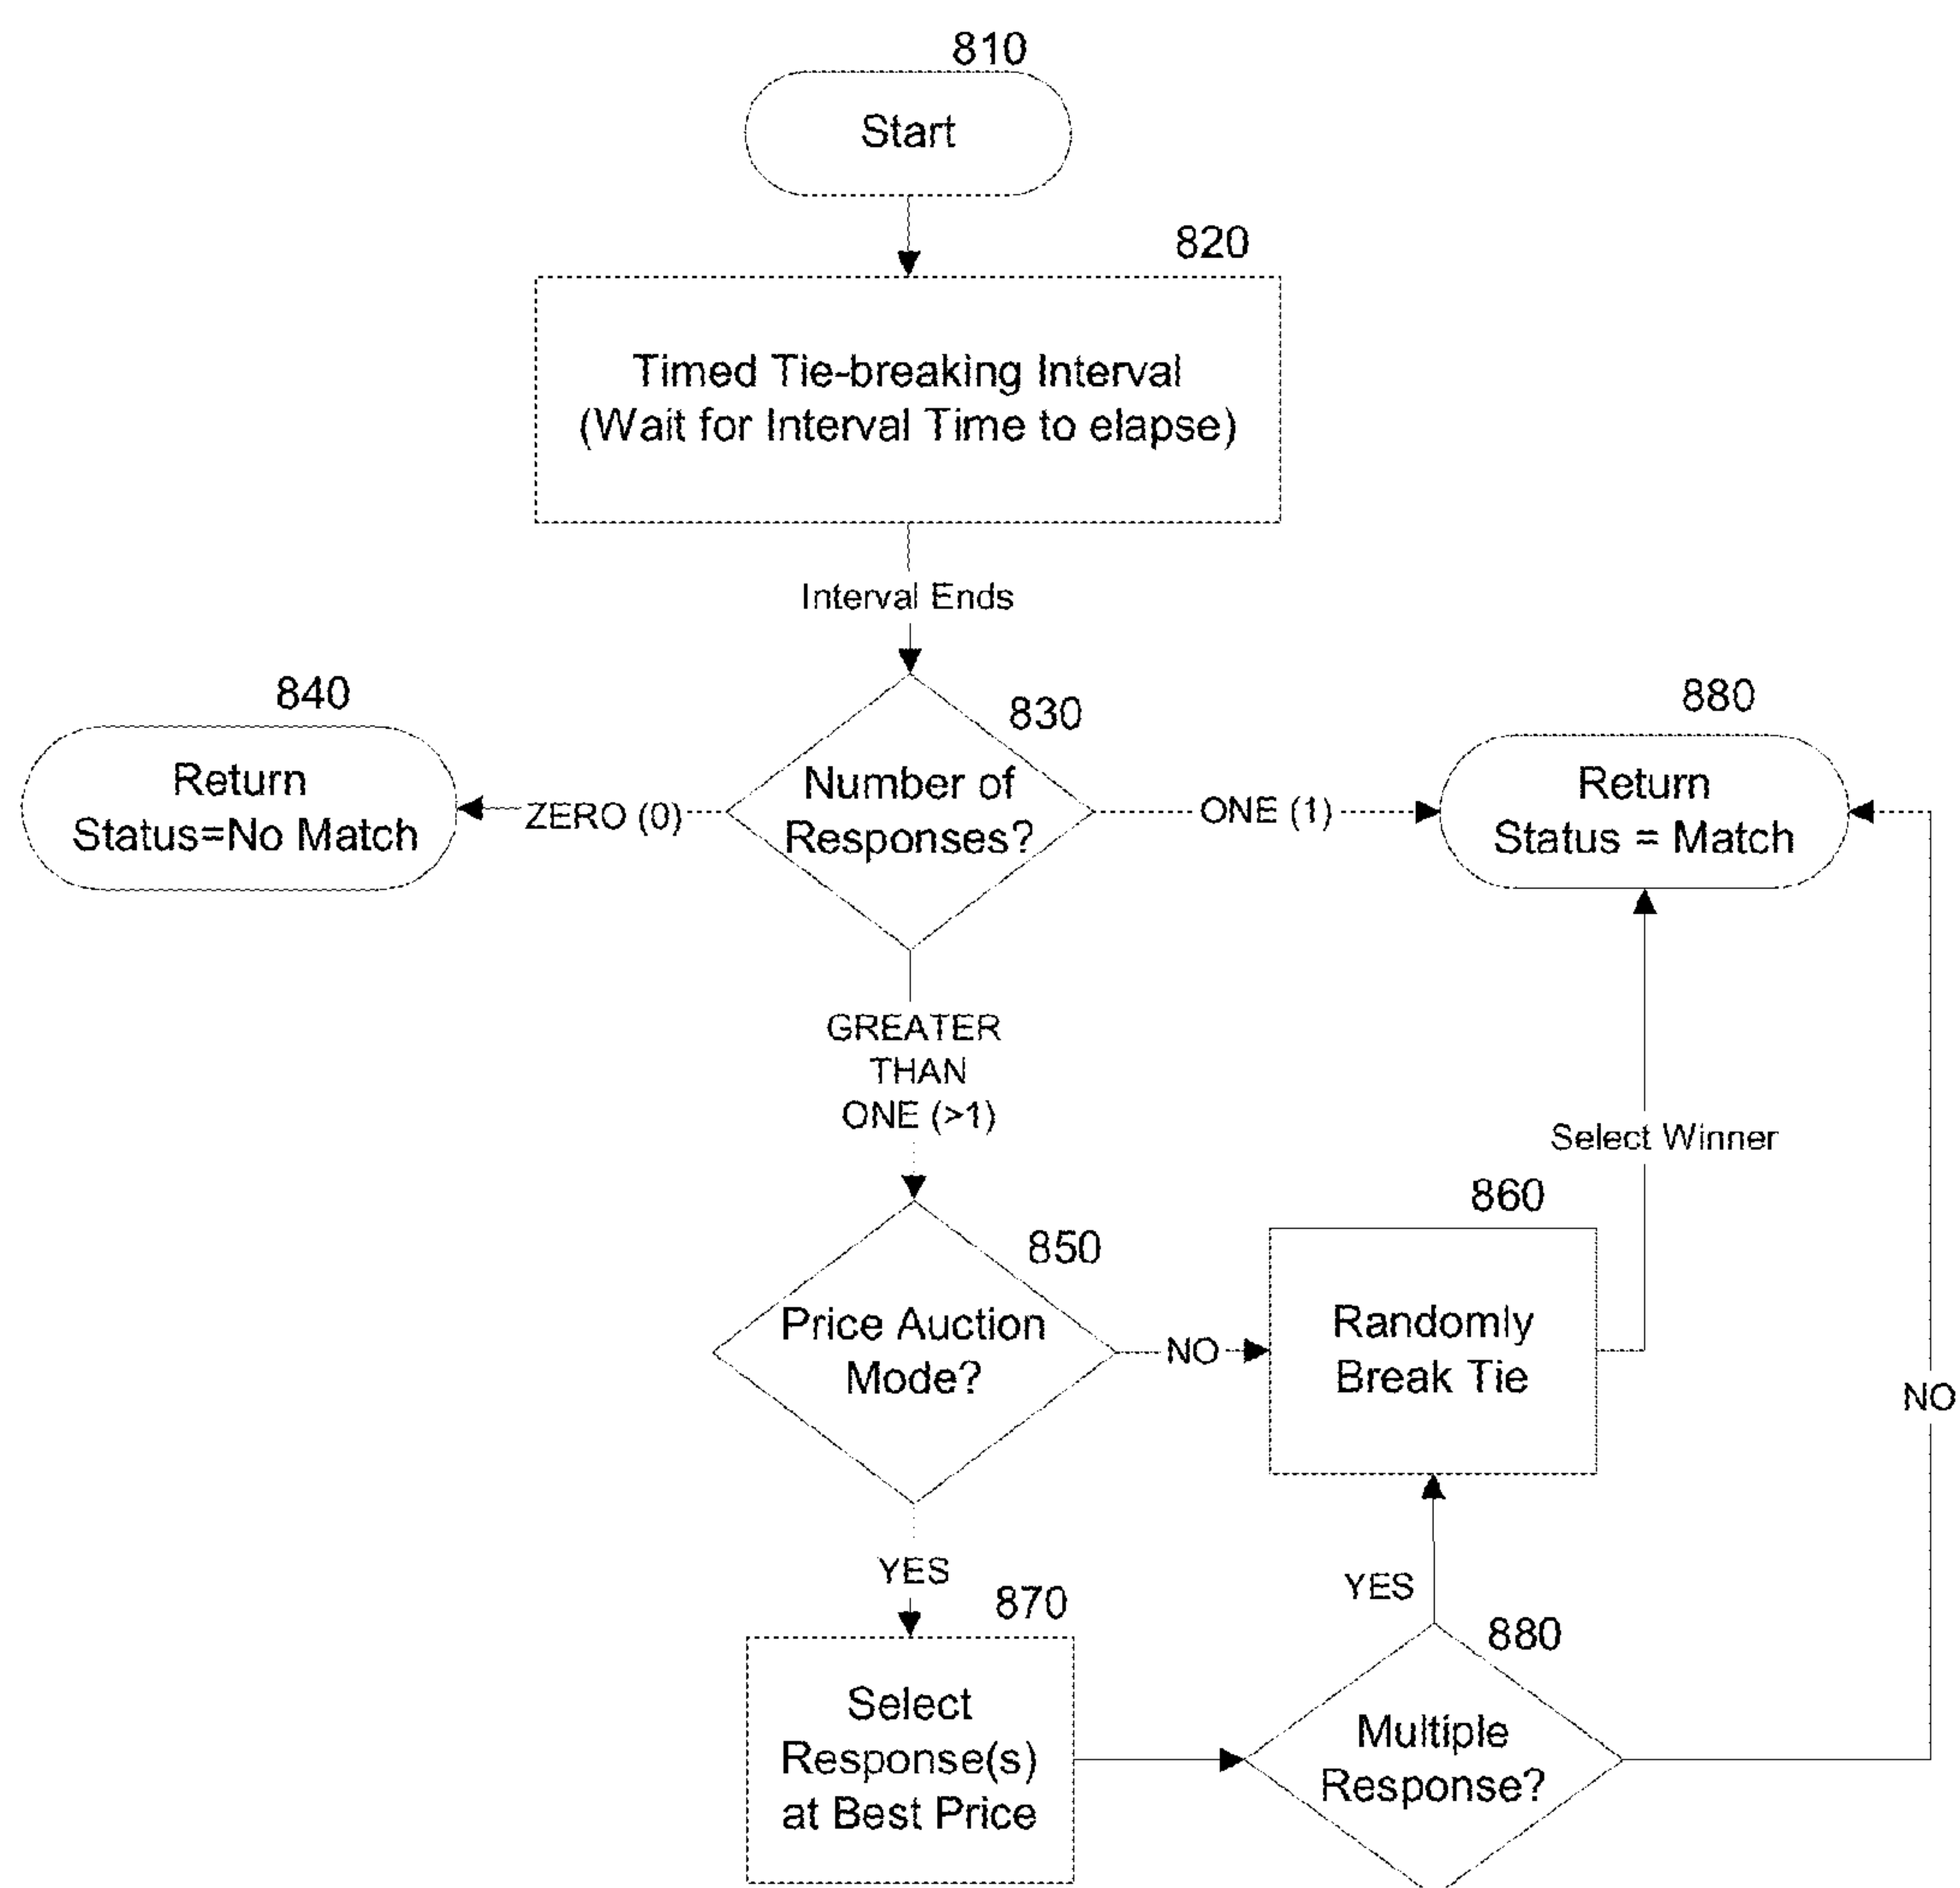 810
Start
820
Timed Tie-breaking Interval
(Wait for Interval Time to elapse)
Interval Ends
840
Return
Status=No Match
ZERO (0)
830
Number of
Responses?
ONE (1)
880
Return
Status = Match
GREATER
THAN
ONE (>1)
Select Winner
850
Price Auction
Mode?
NO
860
Randomly
Break Tie
NO
YES
870
Select
Response(s)
at Best Price
YES
880
Multiple
Response?